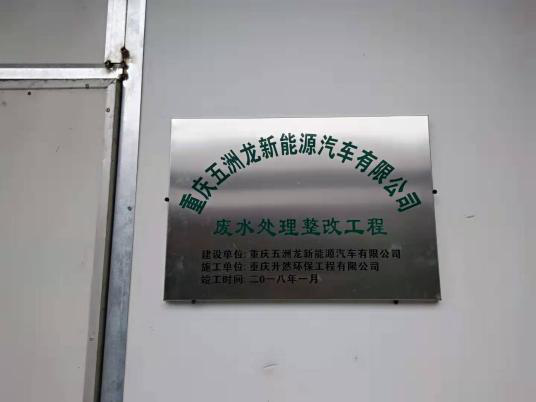 重庆五洲龙新能源汽车有限公司
废水处理整改工程
建设单位:重庆五洲龙新能源汽车有限公司
施工单位:重庆升然环保工程有限公司
竣工时间:二0一八年一月